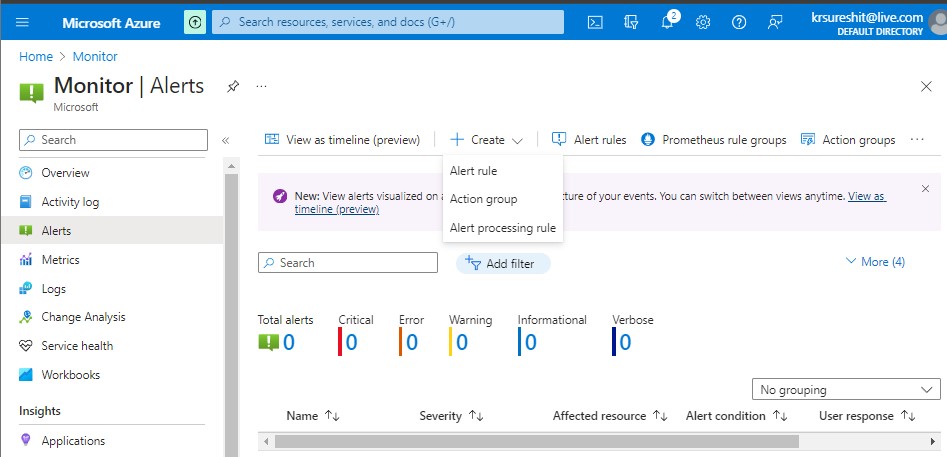 Microsoft Azure
Search resources, services, and docs (G+/)
2
krsureshit@live.com
DEFAULT DIRECTORY
Home > Monitor
Monitor | Alerts
...
Microsoft
Search
«
Overview
Activity log
Alerts
Metrics
Logs
Change Analysis
Service health
Workbooks
Insights
Applications
View as timeline (preview)
Create
Alert rules
Prometheus rule groups
Action groups
...
Alert rule
Action group
Alert processing rule
New: View alerts visualized on a cture of your events. You can switch between views anytime. View as
timeline (preview)
Search
Add filter
More (4)
Total alerts
0
Critical
0
Error
0
Warning
0
Informational
0
Verbose
0
No grouping
Name ↑↓ Severity ↑↓ Affected resource ↑↓ Alert condition ↑↓ User response ↑↓